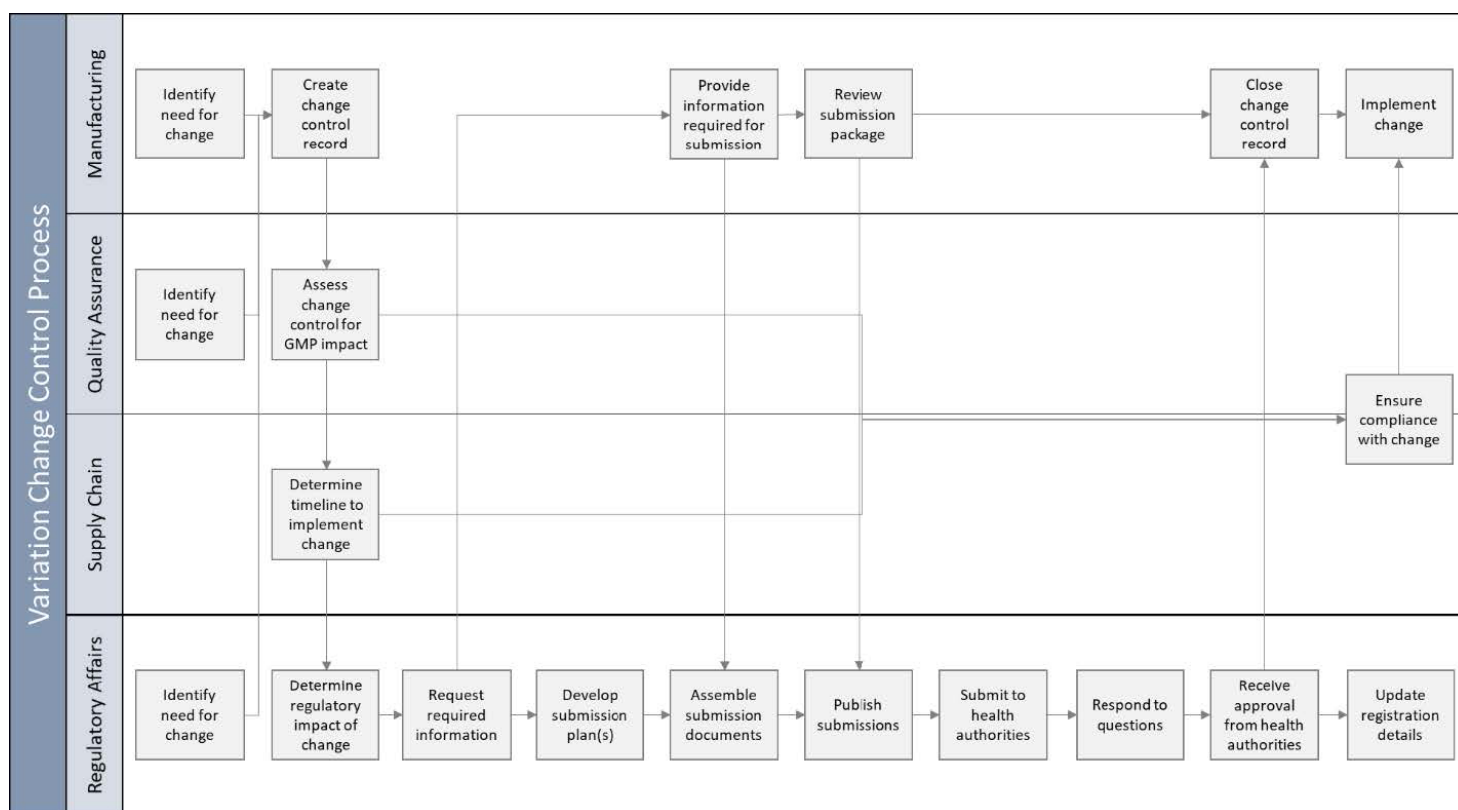 Variation Change Control Process
Manufacturing
Identify
need for
change
Create
change
control
record
Provide
information
required for
submission
Review
submission
package
Close
change
control
record
Implement
change
Quality Assurance
Identify
need for
change
Assess
change
control for
GMP impact
Ensure
compliance
with change
Supply Chain
Determine
timeline to
implement
change
Regulatory Affairs
Identify
need for
change
Determine
regulatory
impact of
change
Request
required
information
Develop
submission
plan(s)
Assemble
submission
documents
Publish
submissions
Submit to
health
authorities
Respond to
questions
Receive
approval
from health
authorities
Update
registration
details